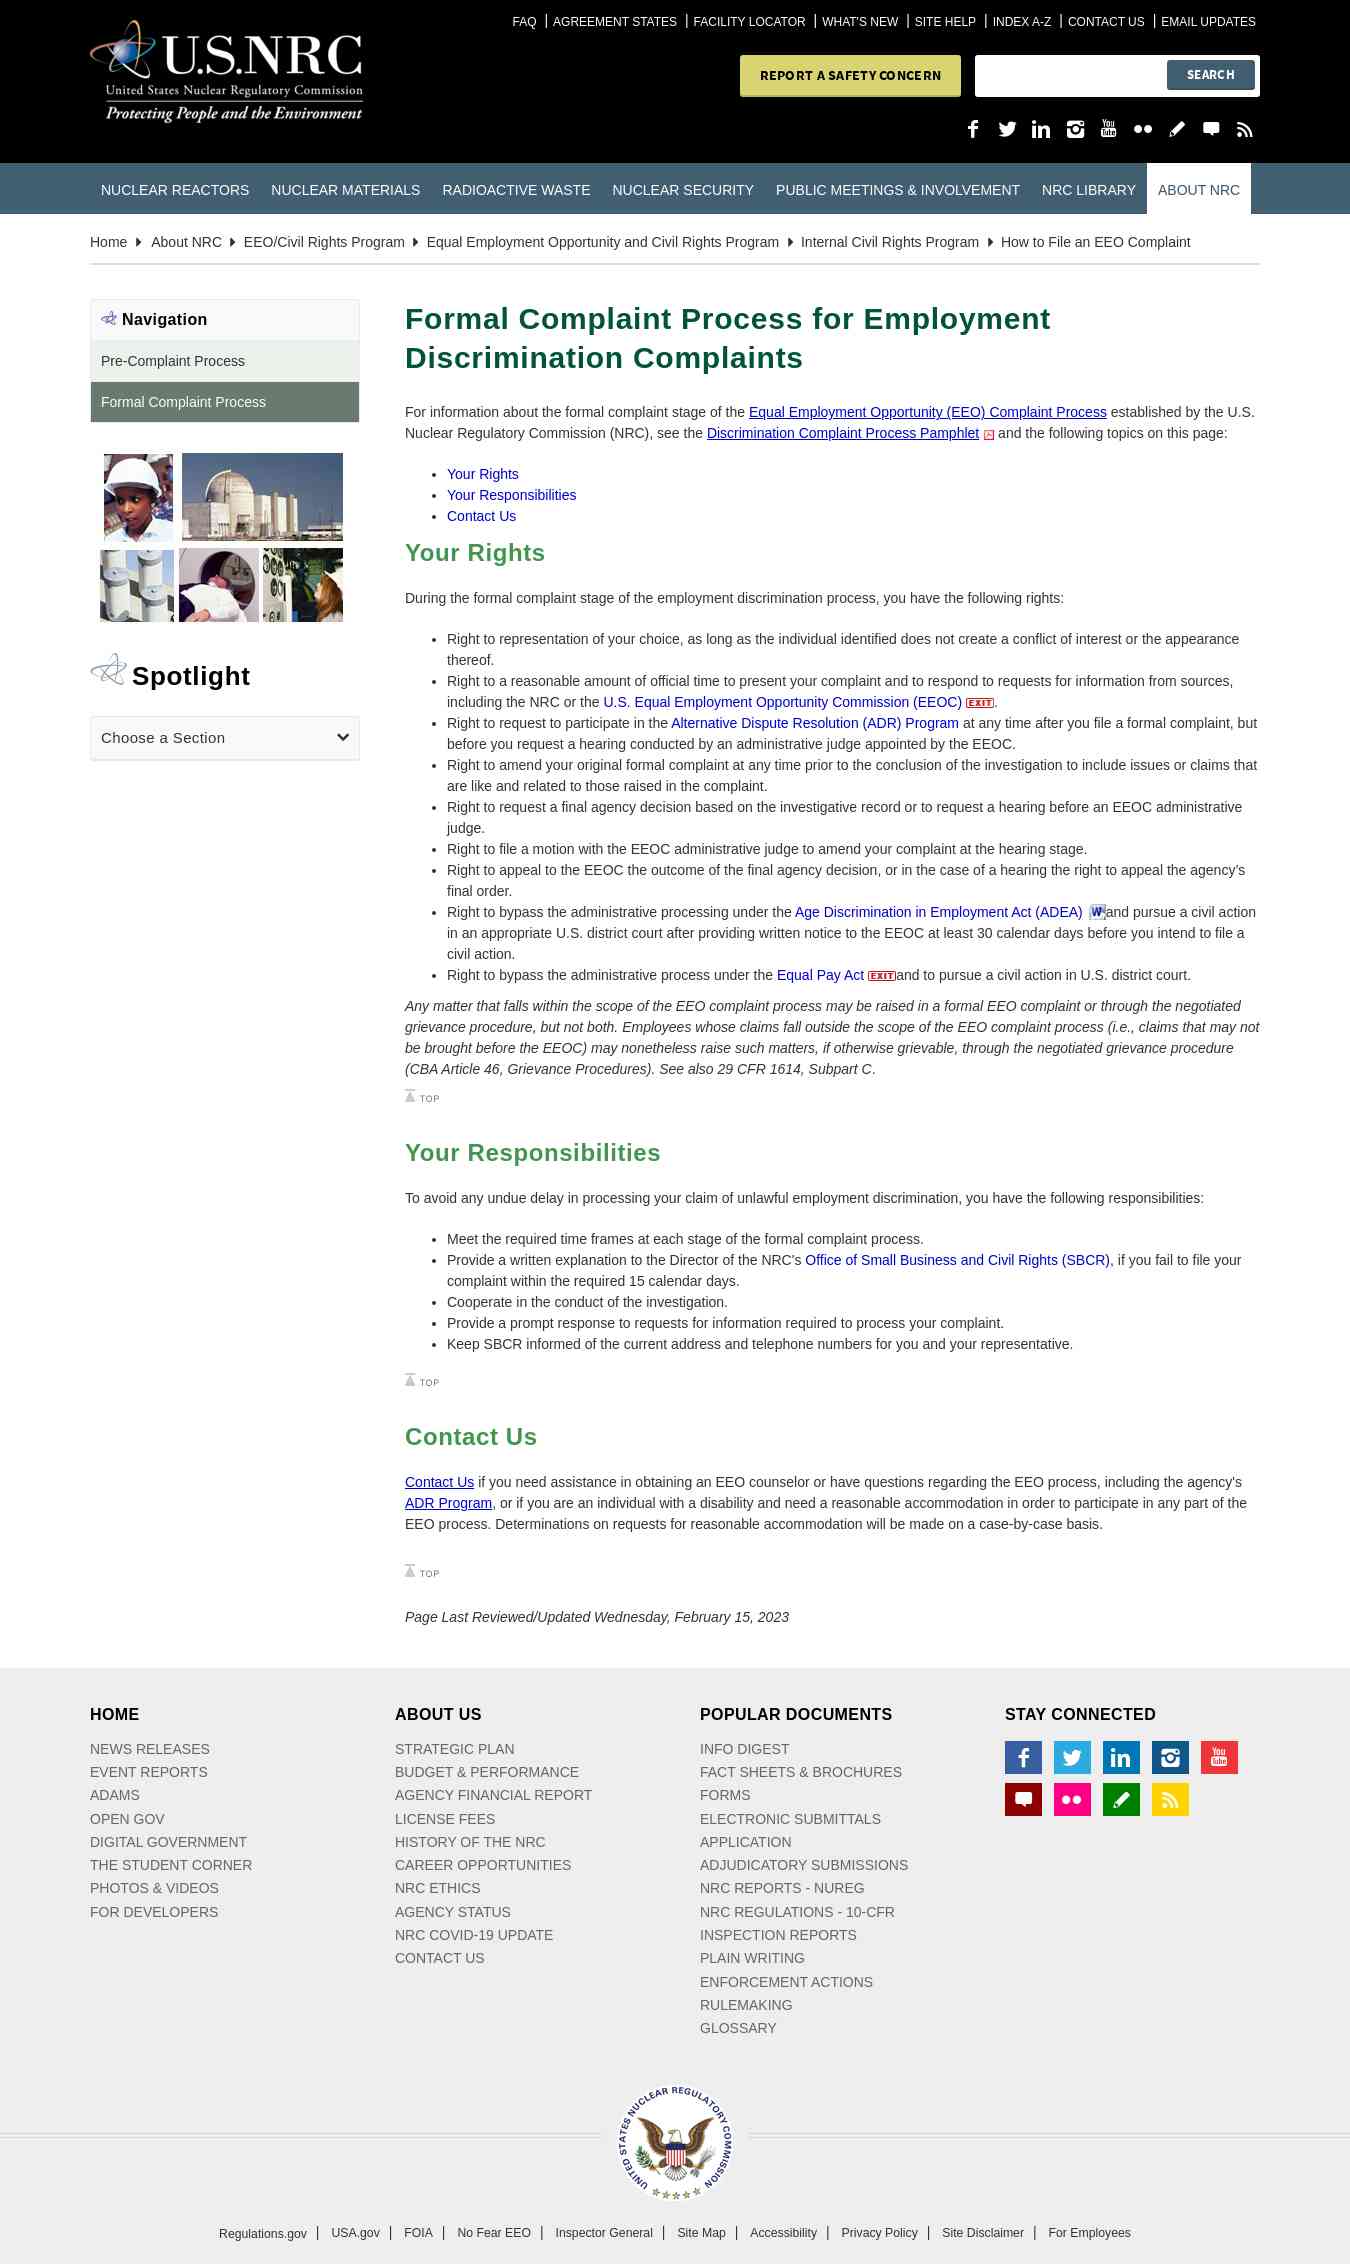 FAQ | AGREEMENT STATES | FACILITY LOCATOR | WHAT'S NEW | SITE HELP | INDEX A-Z | CONTACT US | EMAIL UPDATES
U.S.NRC
United States Nuclear Regulatory Commission
Protecting People and the Environment
REPORT A SAFETY CONCERN
SEARCH
NUCLEAR REACTORS NUCLEAR MATERIALS RADIOACTIVE WASTE NUCLEAR SECURITY PUBLIC MEETINGS & INVOLVEMENT NRC LIBRARY ABOUT NRC
Home About NRC EEO/Civil Rights Program Equal Employment Opportunity and Civil Rights Program Internal Civil Rights Program How to File an EEO Complaint
Navigation
Pre-Complaint Process
Formal Complaint Process
Spotlight
Choose a Section
Formal Complaint Process for Employment
Discrimination Complaints
For information about the formal complaint stage of the Equal Employment Opportunity (EEO) Complaint Process established by the U.S.
Nuclear Regulatory Commission (NRC), see the Discrimination Complaint Process Pamphlet and the following topics on this page:
• Your Rights
• Your Responsibilities
• Contact Us
Your Rights
During the formal complaint stage of the employment discrimination process, you have the following rights:
• Right to representation of your choice, as long as the individual identified does not create a conflict of interest or the appearance
thereof.
• Right to a reasonable amount of official time to present your complaint and to respond to requests for information from sources,
including the NRC or the U.S. Equal Employment Opportunity Commission (EEOC) EXIT.
• Right to request to participate in the Alternative Dispute Resolution (ADR) Program at any time after you file a formal complaint, but
before you request a hearing conducted by an administrative judge appointed by the EEOC.
• Right to amend your original formal complaint at any time prior to the conclusion of the investigation to include issues or claims that
are like and related to those raised in the complaint.
• Right to request a final agency decision based on the investigative record or to request a hearing before an EEOC administrative
judge.
• Right to file a motion with the EEOC administrative judge to amend your complaint at the hearing stage.
• Right to appeal to the EEOC the outcome of the final agency decision, or in the case of a hearing the right to appeal the agency's
final order.
• Right to bypass the administrative processing under the Age Discrimination in Employment Act (ADEA) and pursue a civil action
in an appropriate U.S. district court after providing written notice to the EEOC at least 30 calendar days before you intend to file a
civil action.
• Right to bypass the administrative process under the Equal Pay Act EXIT and to pursue a civil action in U.S. district court.
Any matter that falls within the scope of the EEO complaint process may be raised in a formal EEO complaint or through the negotiated
grievance procedure, but not both. Employees whose claims fall outside the scope of the EEO complaint process (i.e., claims that may not
be brought before the EEOC) may nonetheless raise such matters, if otherwise grievable, through the negotiated grievance procedure
(CBA Article 46, Grievance Procedures). See also 29 CFR 1614, Subpart C.
TOP
Your Responsibilities
To avoid any undue delay in processing your claim of unlawful employment discrimination, you have the following responsibilities:
• Meet the required time frames at each stage of the formal complaint process.
• Provide a written explanation to the Director of the NRC's Office of Small Business and Civil Rights (SBCR), if you fail to file your
complaint within the required 15 calendar days.
• Cooperate in the conduct of the investigation.
• Provide a prompt response to requests for information required to process your complaint.
• Keep SBCR informed of the current address and telephone numbers for you and your representative.
TOP
Contact Us
Contact Us if you need assistance in obtaining an EEO counselor or have questions regarding the EEO process, including the agency's
ADR Program, or if you are an individual with a disability and need a reasonable accommodation in order to participate in any part of the
EEO process. Determinations on requests for reasonable accommodation will be made on a case-by-case basis.
TOP
Page Last Reviewed/Updated Wednesday, February 15, 2023
HOME
NEWS RELEASES
EVENT REPORTS
ADAMS
OPEN GOV
DIGITAL GOVERNMENT
THE STUDENT CORNER
PHOTOS & VIDEOS
FOR DEVELOPERS
ABOUT US
STRATEGIC PLAN
BUDGET & PERFORMANCE
AGENCY FINANCIAL REPORT
LICENSE FEES
HISTORY OF THE NRC
CAREER OPPORTUNITIES
NRC ETHICS
AGENCY STATUS
NRC COVID-19 UPDATE
CONTACT US
POPULAR DOCUMENTS
INFO DIGEST
FACT SHEETS & BROCHURES
FORMS
ELECTRONIC SUBMITTALS
APPLICATION
ADJUDICATORY SUBMISSIONS
NRC REPORTS - NUREG
NRC REGULATIONS - 10-CFR
INSPECTION REPORTS
PLAIN WRITING
ENFORCEMENT ACTIONS
RULEMAKING
GLOSSARY
STAY CONNECTED
You Tube
UNITED STATES NUCLEAR REGULATORY COMMISSION
Regulations.gov | USA.gov | FOIA | No Fear EEO | Inspector General | Site Map | Accessibility | Privacy Policy | Site Disclaimer | For Employees